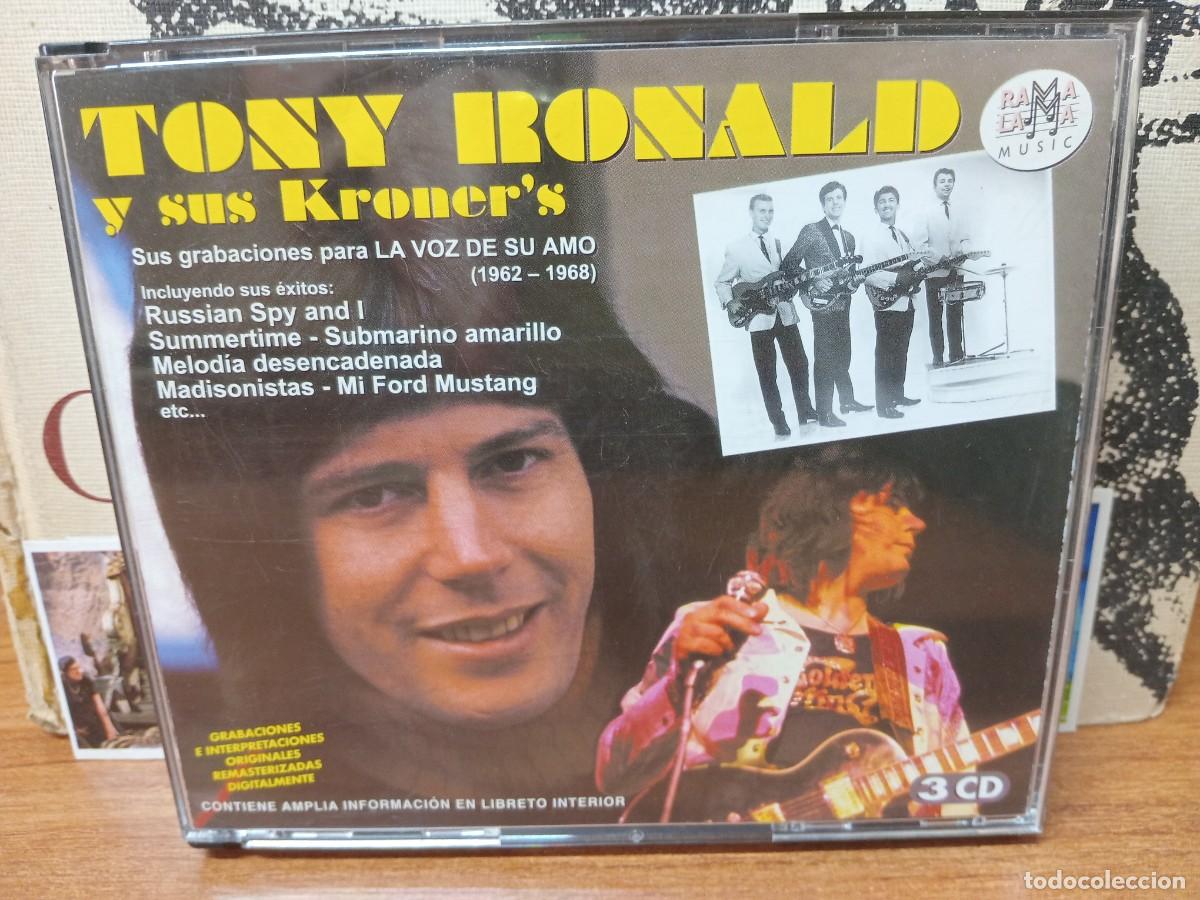 TONY RONALD
y sus Kroner's
RAMA
LAMA
MUSIC
Sus grabaciones para LA VOZ DE SU AMO
(1962 – 1968)
Incluyendo sus éxitos:
Russian Spy and I
Summertime - Submarino amarillo
Melodía desencadenada
Madisonistas - Mi Ford Mustang
etc...
GRABACIONES
E INTERPRETACIONES
ORIGINALES
REMASTERIZADAS
DIGITALMENTE
CONTIENE AMPLIA INFORMACIÓN EN LIBRETO INTERIOR
3 CD
todocoleccion